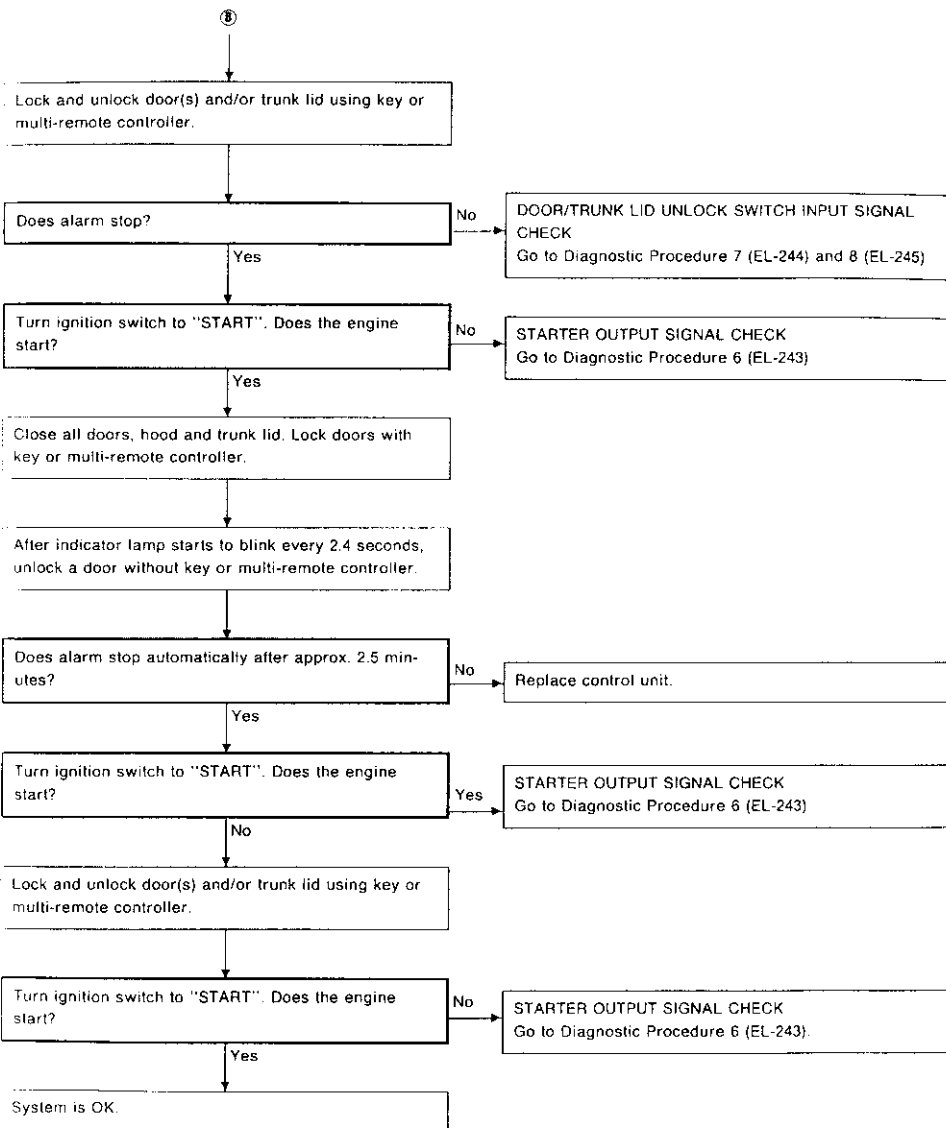 Lock and unlock door(s) and/or trunk lid using key or
multi-remote controller.
Does alarm stop?
No
DOOR/TRUNK LID UNLOCK SWITCH INPUT SIGNAL
CHECK
Go to Diagnostic Procedure 7 (EL-244) and 8 (EL-245)
Yes
Turn ignition switch to "START". Does the engine
start?
No
STARTER OUTPUT SIGNAL CHECK
Go to Diagnostic Procedure 6 (EL-243)
Yes
Close all doors, hood and trunk lid. Lock doors with
key or multi-remote controller.
After indicator lamp starts to blink every 2.4 seconds,
unlock a door without key or multi-remote controller.
Does alarm stop automatically after approx. 2.5 min-
utes?
No
Replace control unit.
Yes
Turn ignition switch to "START". Does the engine
start?
Yes
STARTER OUTPUT SIGNAL CHECK
Go to Diagnostic Procedure 6 (EL-243)
No
Lock and unlock door(s) and/or trunk lid using key or
multi-remote controller.
Turn ignition switch to "START". Does the engine
start?
No
STARTER OUTPUT SIGNAL CHECK
Go to Diagnostic Procedure 6 (EL-243).
Yes
System is OK.